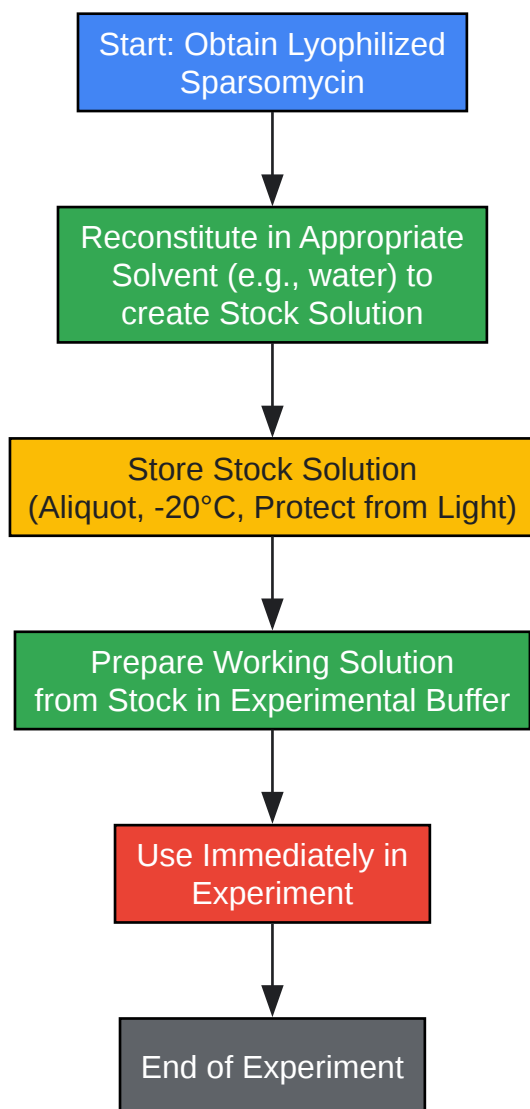 Start: Obtain Lyophilized
Sparsomycin
Reconstitute in Appropriate
Solvent (e.g., water) to
create Stock Solution
Store Stock Solution
(Aliquot, -20°C, Protect from Light)
Prepare Working Solution
from Stock in Experimental Buffer
Use Immediately in
Experiment
End of Experiment